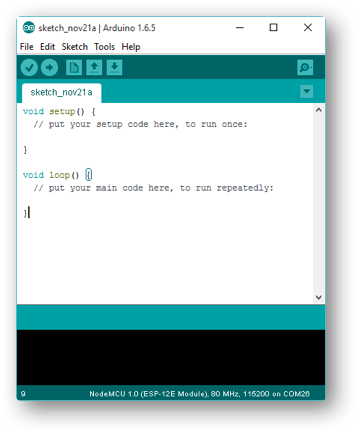 sketch_nov21a | Arduino 1.6.5
File Edit Sketch Tools Help
sketch_nov21a
void setup() {
  // put your setup code here, to run once:
}
void loop() {
  // put your main code here, to run repeatedly:
}
9 NodeMCU 1.0 (ESP-12E Module), 80 MHz, 115200 on COM26